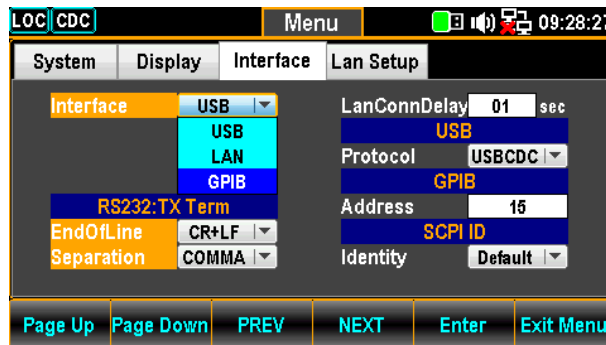 LOC CDC Menu 09:28:27
System Display Interface Lan Setup
Interface USB LanConnDelay 01 sec
USB USB
LAN Protocol USBCDC
GPIB GPIB
RS232:TX Term Address 15
EndOfLine CR+LF SCPI ID
Separation COMMA Identity Default
Page Up Page Down PREV NEXT Enter Exit Menu